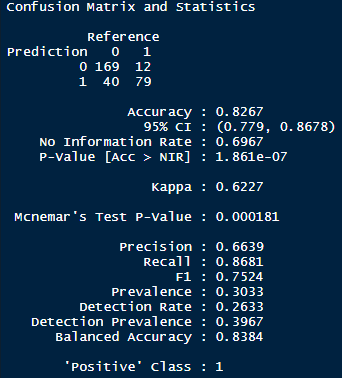 Confusion Matrix and Statistics
Reference
Prediction 0 1
0 169 12
1 40 79
Accuracy : 0.8267
95% CI : (0.779, 0.8678)
No Information Rate : 0.6967
P-Value [Acc > NIR] : 1.861e-07
Kappa : 0.6227
Mcnemar's Test P-Value : 0.000181
Precision : 0.6639
Recall : 0.8681
F1 : 0.7524
Prevalence : 0.3033
Detection Rate : 0.2633
Detection Prevalence : 0.3967
Balanced Accuracy : 0.8384
'Positive' Class : 1